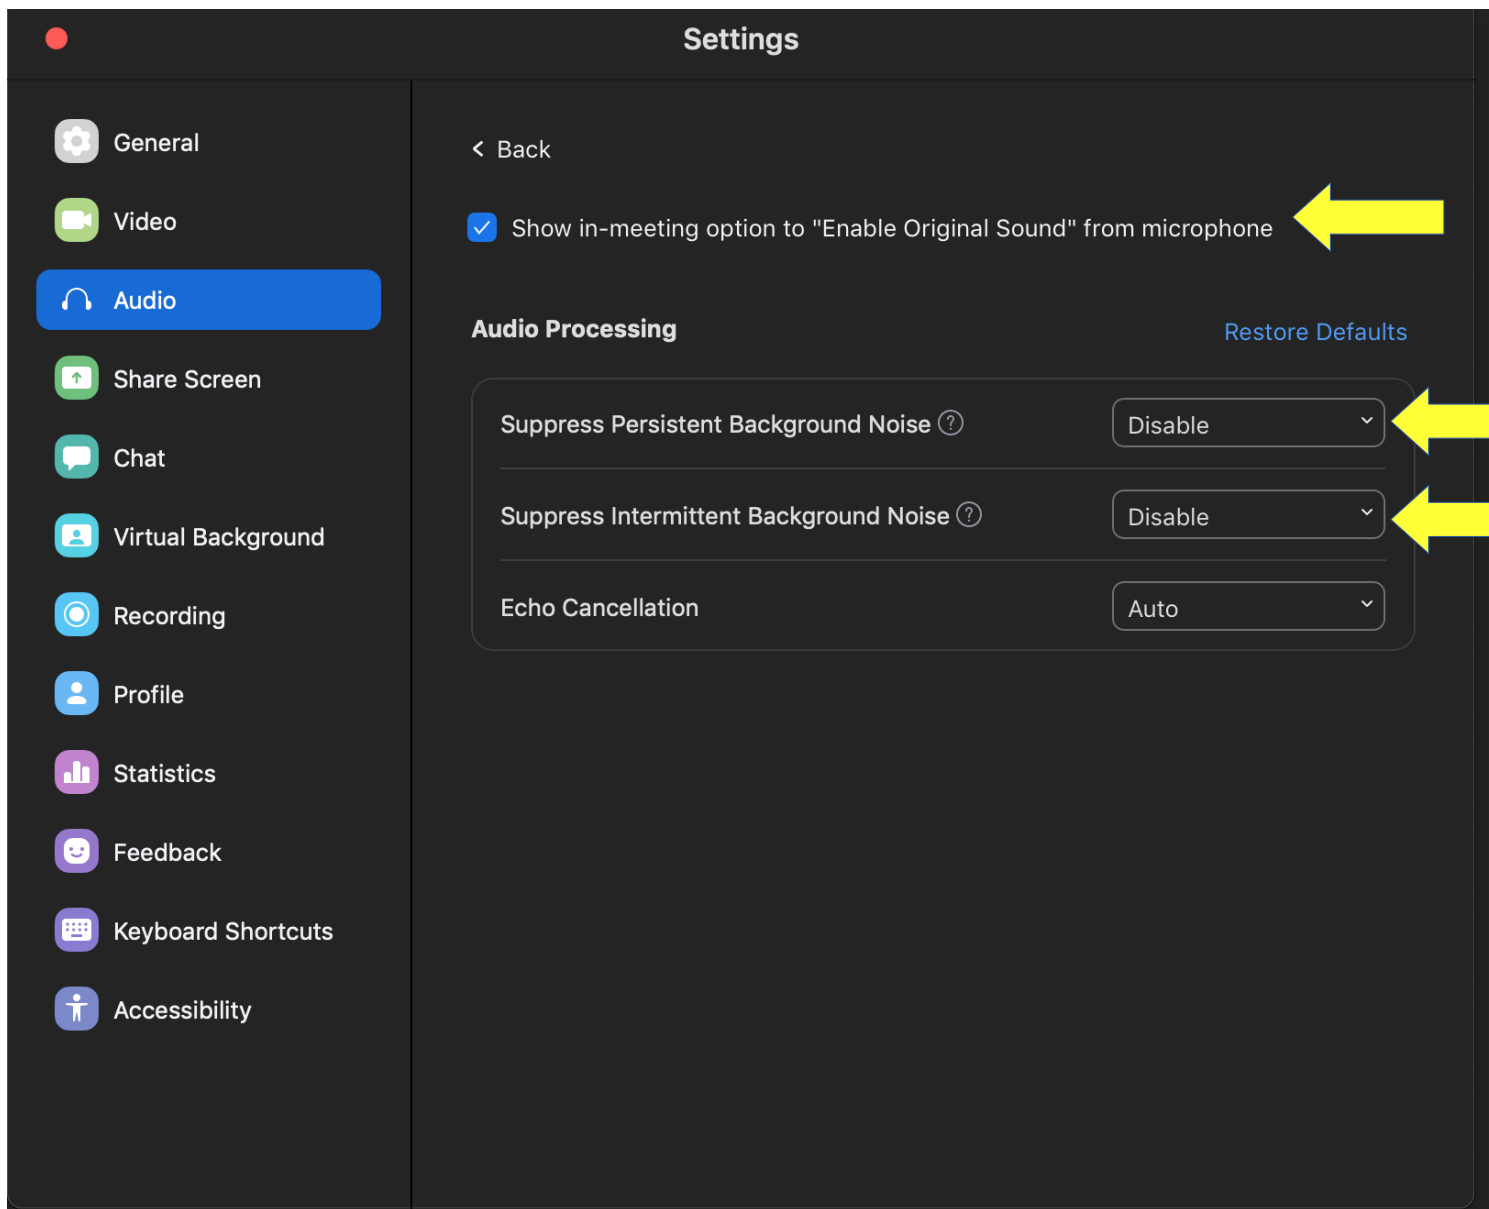 Settings
General
Video
Audio
Share Screen
Chat
Virtual Background
Recording
Profile
Statistics
Feedback
Keyboard Shortcuts
Accessibility
Back
Show in-meeting option to "Enable Original Sound" from microphone
Audio Processing
Restore Defaults
Suppress Persistent Background Noise ?
Disable
Suppress Intermittent Background Noise ?
Disable
Echo Cancellation
Auto